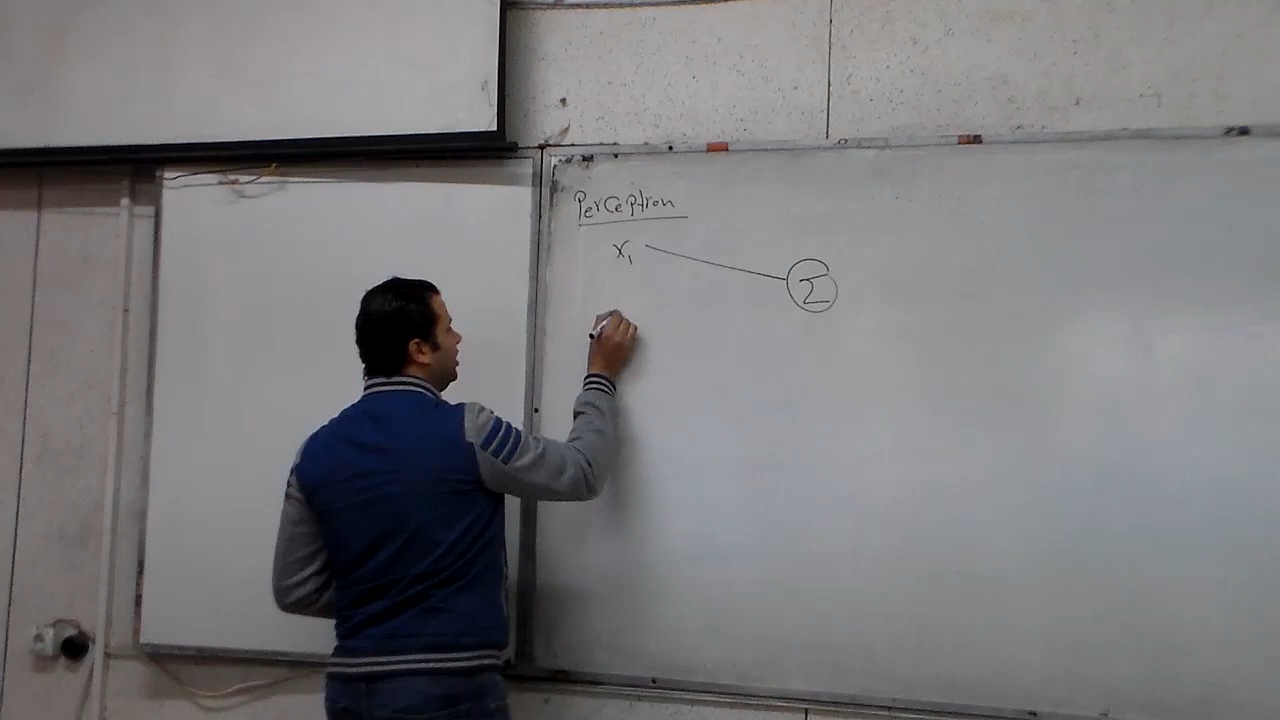 Perceptron
x₁
Σ